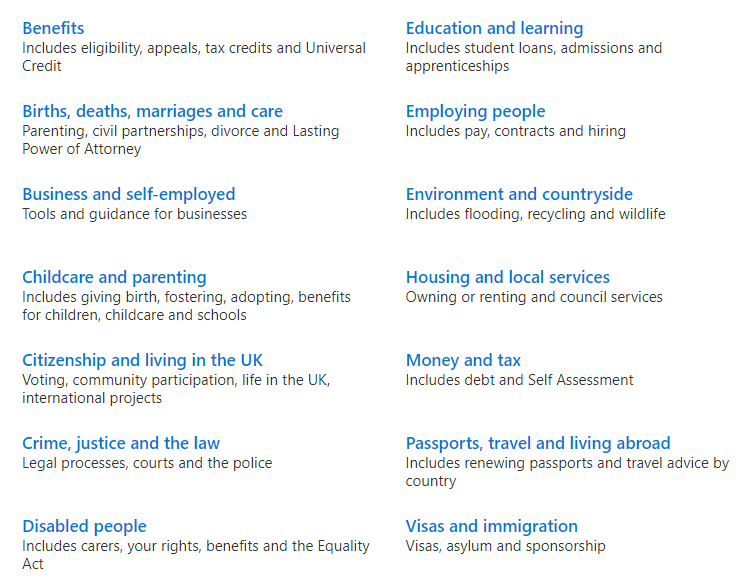 Benefits
Includes eligibility, appeals, tax credits and Universal
Credit
Births, deaths, marriages and care
Parenting, civil partnerships, divorce and Lasting
Power of Attorney
Business and self-employed
Tools and guidance for businesses
Childcare and parenting
Includes giving birth, fostering, adopting, benefits
for children, childcare and schools
Citizenship and living in the UK
Voting, community participation, life in the UK,
international projects
Crime, justice and the law
Legal processes, courts and the police
Disabled people
Includes carers, your rights, benefits and the Equality
Act
Education and learning
Includes student loans, admissions and
apprenticeships
Employing people
Includes pay, contracts and hiring
Environment and countryside
Includes flooding, recycling and wildlife
Housing and local services
Owning or renting and council services
Money and tax
Includes debt and Self Assessment
Passports, travel and living abroad
Includes renewing passports and travel advice by
country
Visas and immigration
Visas, asylum and sponsorship